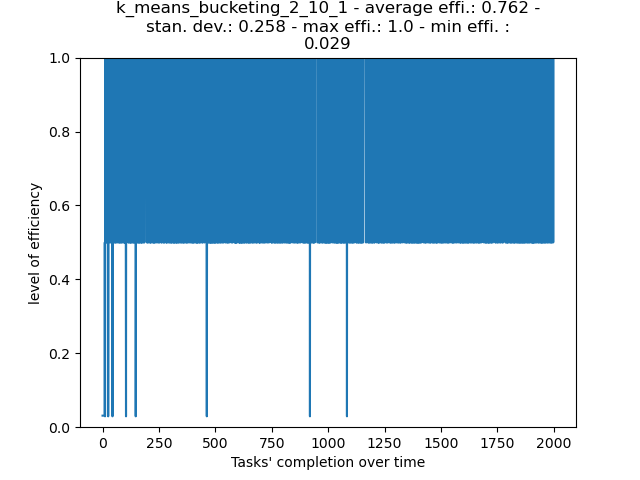 k_means_bucketing_2_10_1 - average effi.: 0.762 -
stan. dev.: 0.258 - max effi.: 1.0 - min effi. :
0.029
1.0
0.8
0.6
0.4
0.2
0.0
level of efficiency
0 250 500 750 1000 1250 1500 1750 2000
Tasks' completion over time